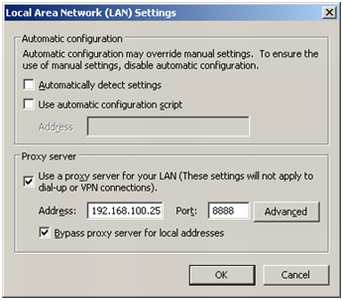 Local Area Network (LAN) Settings
Automatic configuration
Automatic configuration may override manual settings. To ensure the
use of manual settings, disable automatic configuration.
Automatically detect settings
Use automatic configuration script
Address
Proxy server
Use a proxy server for your LAN (These settings will not apply to
dial-up or VPN connections).
Address: 192.168.100.25 Port: 8888 Advanced
Bypass proxy server for local addresses
OK Cancel